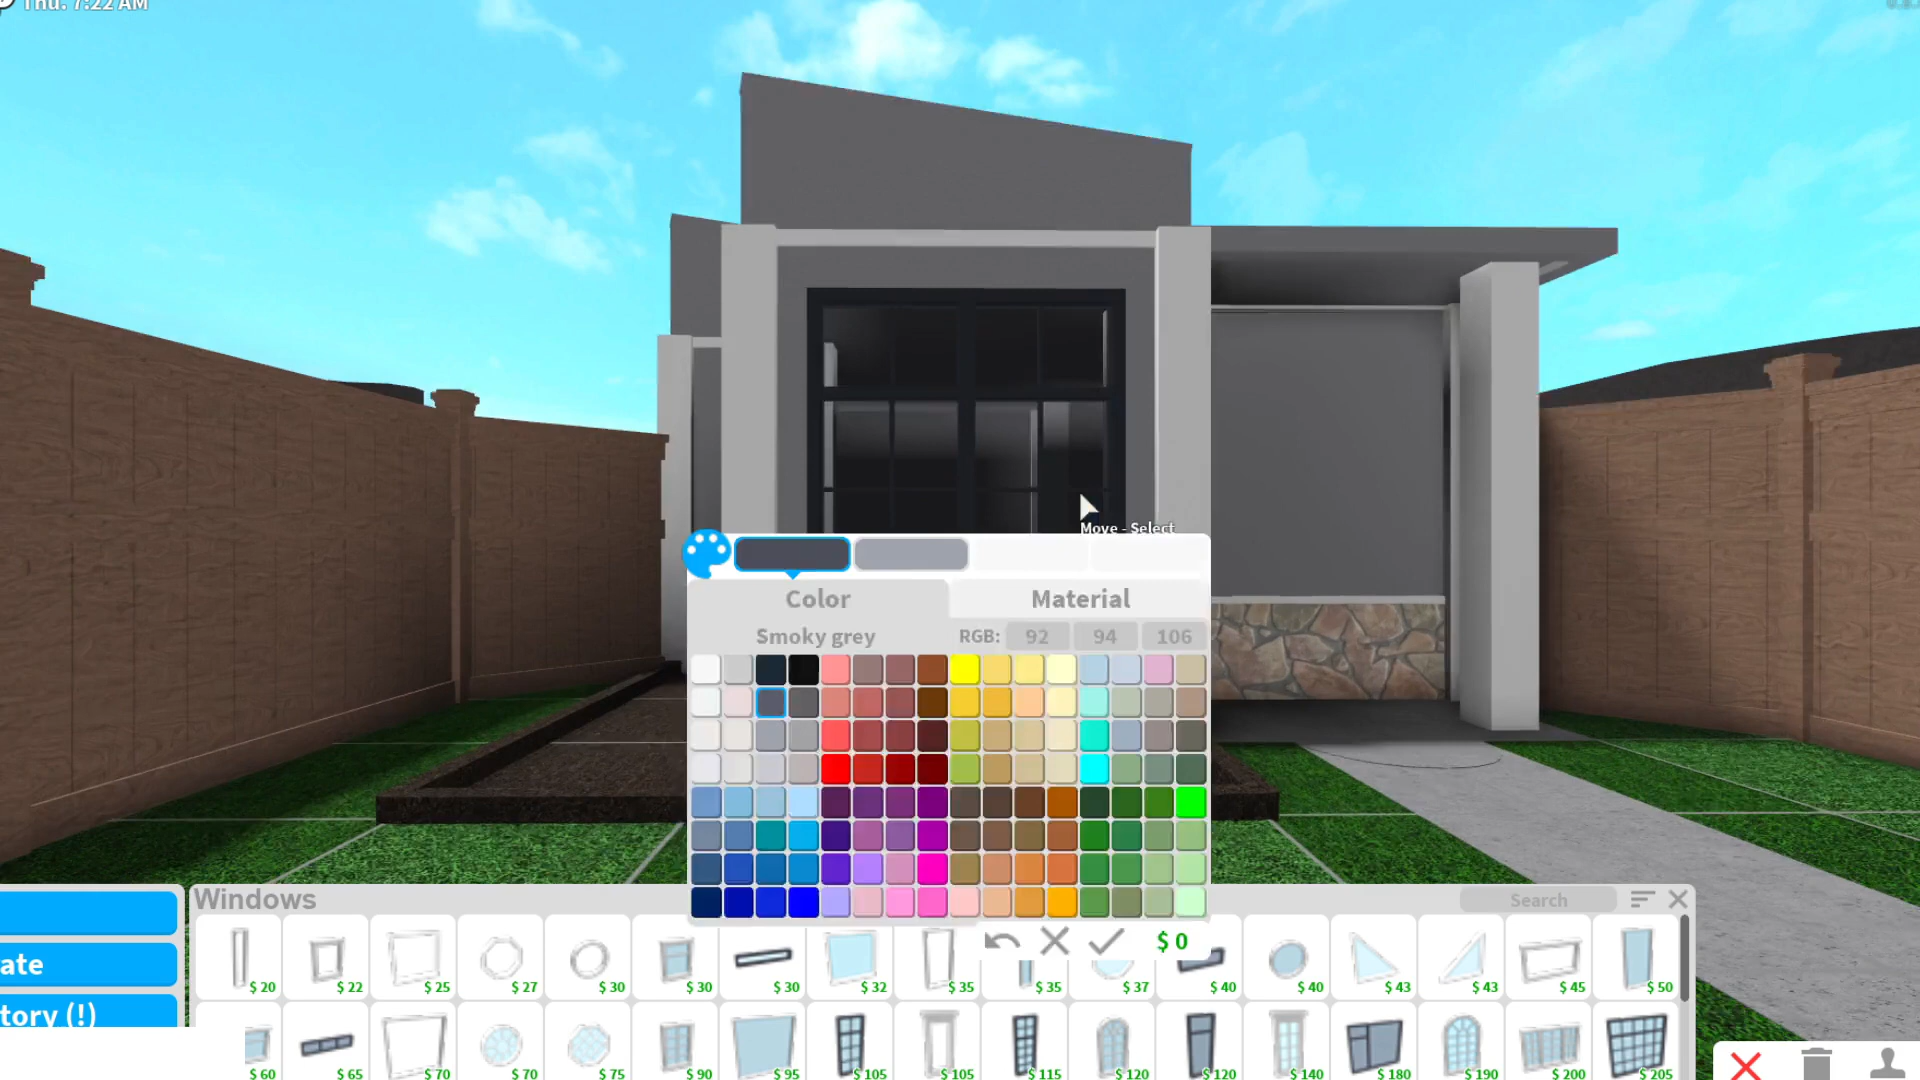 Thu. 7:22 AM
Move - Select
Color
Material
Smoky grey
RGB: 92 94 106
Windows
Search
ate
tory (!)
$ 0
$ 20 $ 22 $ 25 $ 27 $ 30 $ 30 $ 30 $ 32 $ 35 $ 35 $ 37 $ 40 $ 40 $ 43 $ 43 $ 45 $ 50
$ 60 $ 65 $ 70 $ 70 $ 75 $ 90 $ 95 $ 105 $ 105 $ 115 $ 120 $ 120 $ 140 $ 180 $ 190 $ 200 $ 205